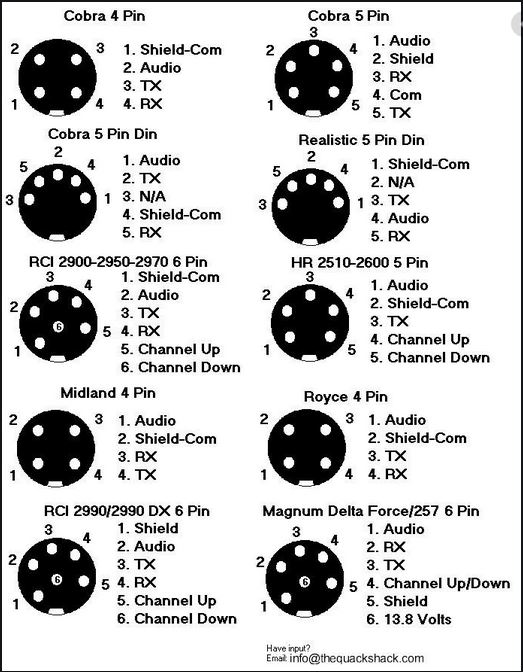 Cobra 4 Pin
2
3
1
4
1. Shield-Com
2. Audio
3. TX
4. RX
Cobra 5 Pin
3
2
4
1
5
1. Audio
2. Shield
3. RX
4. Com
5. TX
Cobra 5 Pin Din
2
5
4
3
1
1. Audio
2. TX
3. N/A
4. Shield-Com
5. RX
Realistic 5 Pin Din
2
5
4
3
1
1. Shield-Com
2. N/A
3. TX
4. Audio
5. RX
RCI 2900-2950-2970 6 Pin
3
2
4
6
1
5
1. Shield-Com
2. Audio
3. TX
4. RX
5. Channel Up
6. Channel Down
HR 2510-2600 5 Pin
3
2
4
1
5
1. Audio
2. Shield-Com
3. TX
4. Channel Up
5. Channel Down
Midland 4 Pin
2
3
1
4
1. Audio
2. Shield-Com
3. RX
4. TX
Royce 4 Pin
2
3
1
4
1. Audio
2. Shield-Com
3. TX
4. RX
RCI 2990/2990 DX 6 Pin
3
4
2
6
5
1
1. Shield
2. Audio
3. TX
4. RX
5. Channel Up
6. Channel Down
Magnum Delta Force/257 6 Pin
3
4
2
6
5
1
1. Audio
2. RX
3. TX
4. Channel Up/Down
5. Shield
6. 13.8 Volts
Have input?
Email: info@thequackshack.com